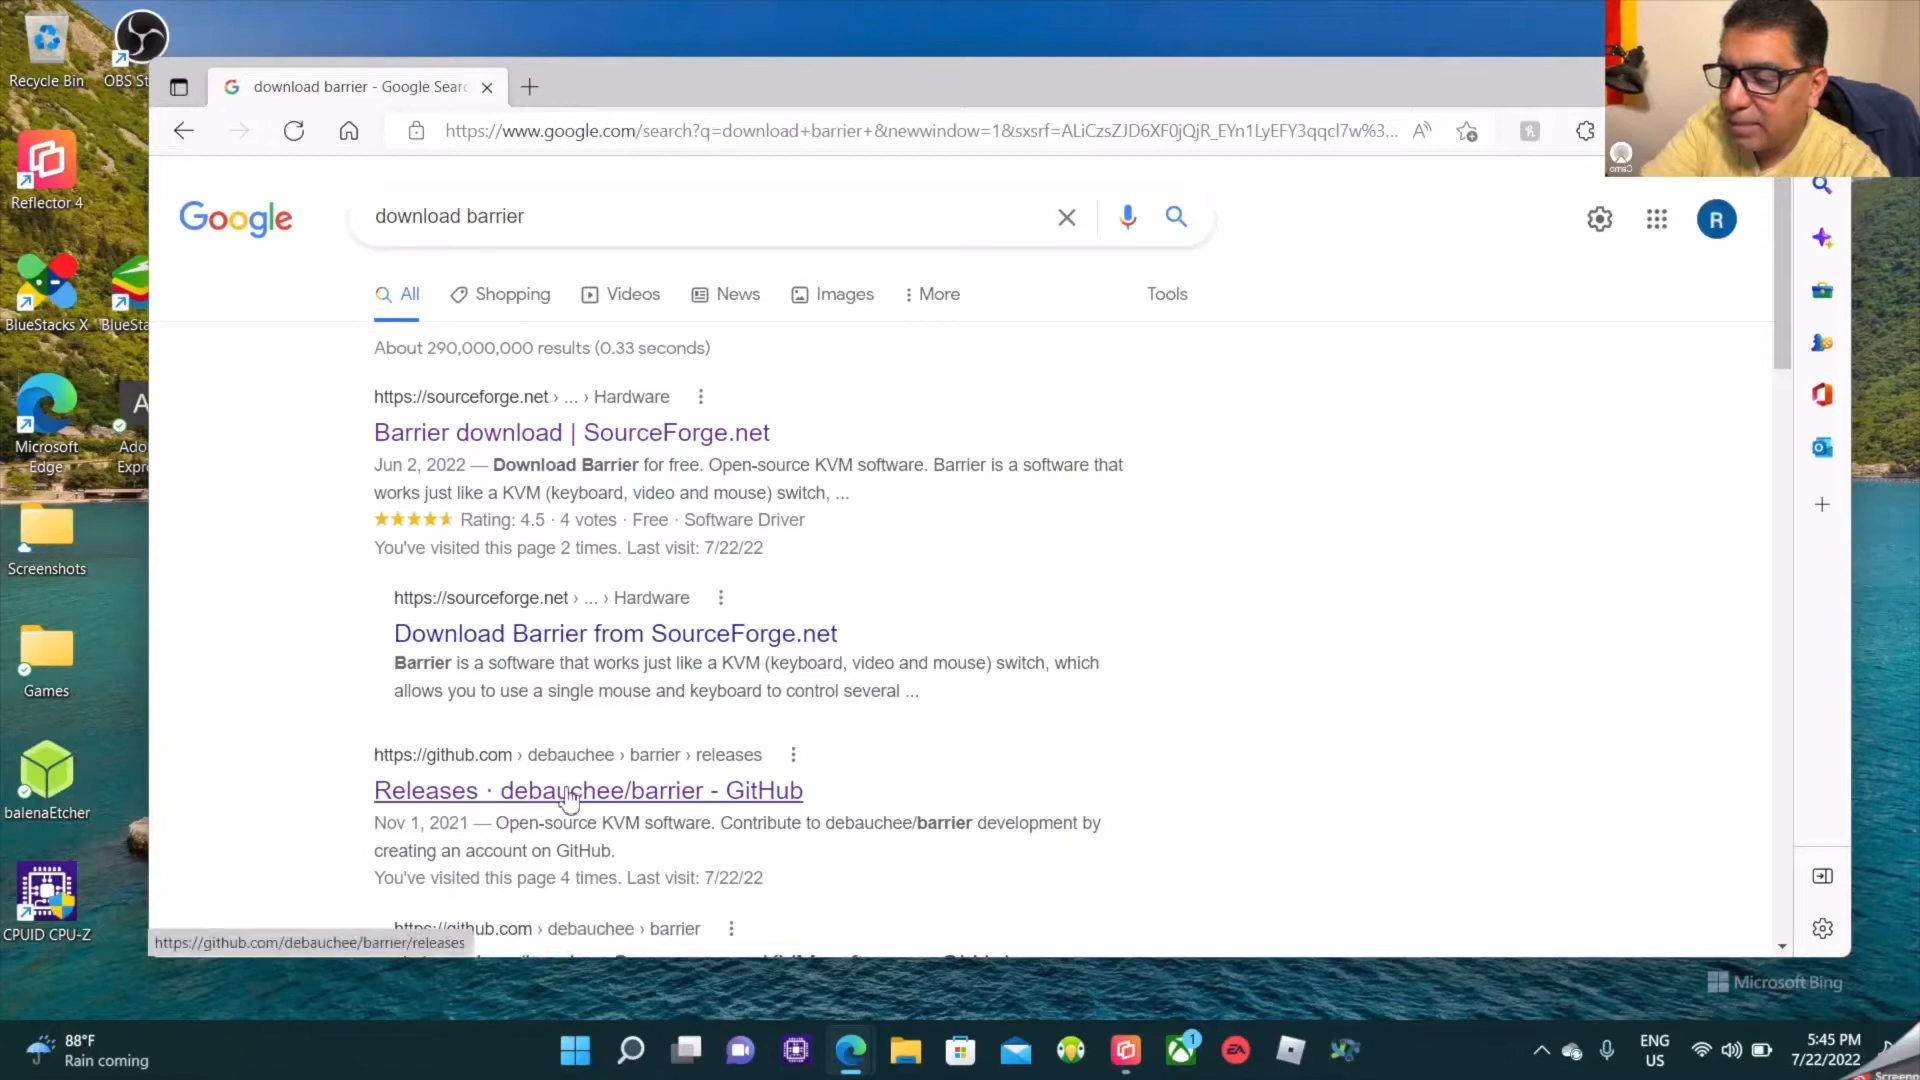 Recycle Bin
OBS St
Reflector 4
BlueStacks X
BlueSta
Microsoft
Edge
Ado
Expr
Screenshots
Games
balenaEtcher
CPUID CPU-Z
download barrier - Google Searc
https://www.google.com/search?q=download+barrier+&newwindow=1&sxsrf=ALiCzsZJD6XF0jQjR_EYn1LyEFY3qqcl7w%3...
Google
download barrier
R
All
Shopping
Videos
News
Images
More
Tools
About 290,000,000 results (0.33 seconds)
https://sourceforge.net › ... › Hardware
Barrier download | SourceForge.net
Jun 2, 2022 — Download Barrier for free. Open-source KVM software. Barrier is a software that
works just like a KVM (keyboard, video and mouse) switch, ...
Rating: 4.5 · 4 votes · Free · Software Driver
You've visited this page 2 times. Last visit: 7/22/22
https://sourceforge.net › ... › Hardware
Download Barrier from SourceForge.net
Barrier is a software that works just like a KVM (keyboard, video and mouse) switch, which
allows you to use a single mouse and keyboard to control several ...
https://github.com › debauchee › barrier › releases
Releases · debauchee/barrier - GitHub
Nov 1, 2021 — Open-source KVM software. Contribute to debauchee/barrier development by
creating an account on GitHub.
You've visited this page 4 times. Last visit: 7/22/22
https://github.com › debauchee › barrier
https://github.com/debauchee/barrier/releases
Microsoft Bing
88°F
Rain coming
1
EA
ENG
US
5:45 PM
7/22/2022